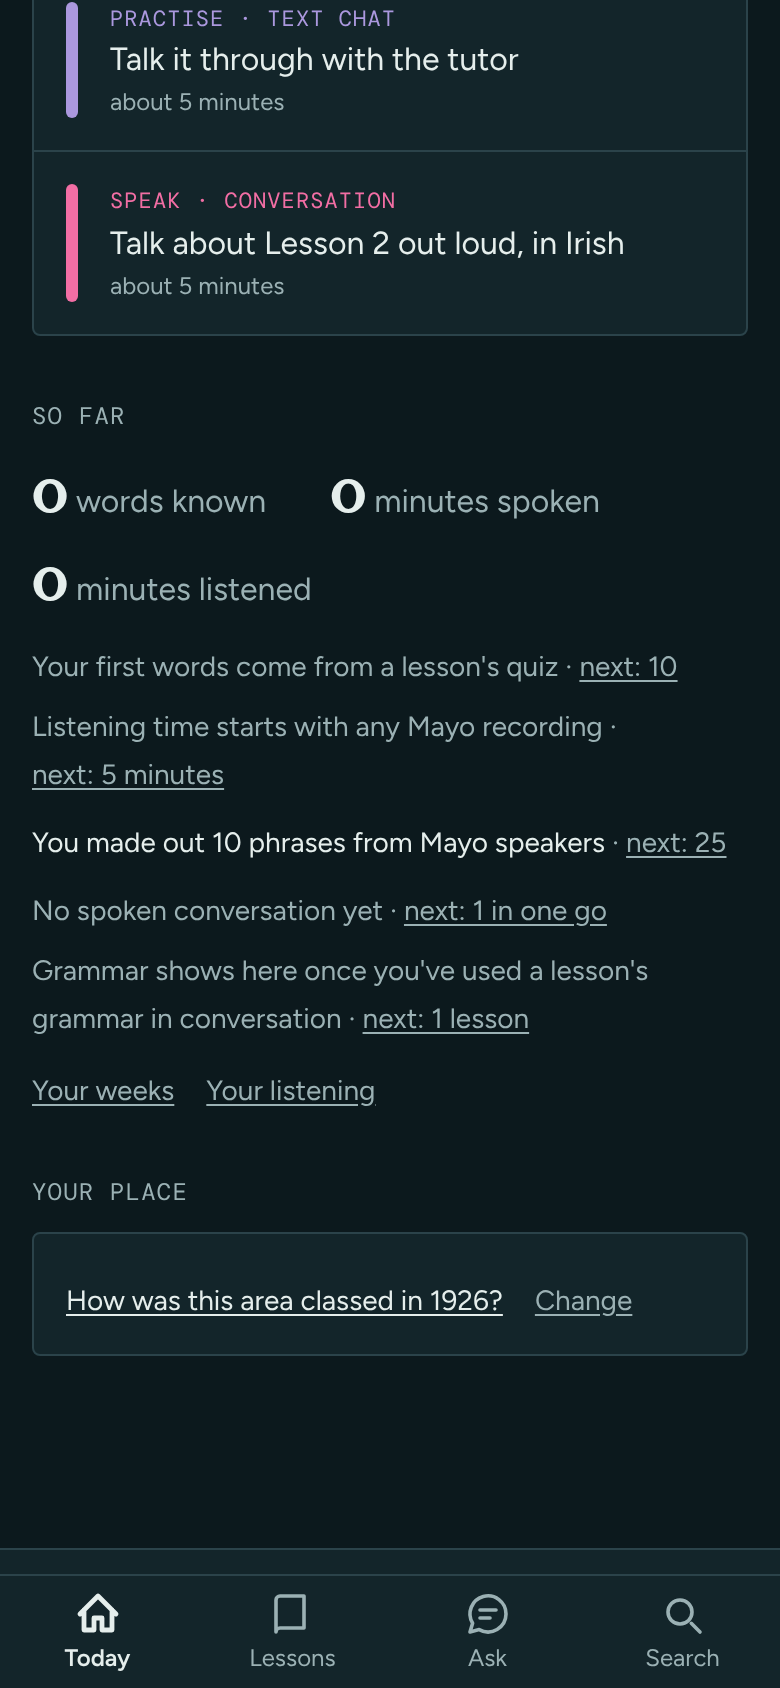 PRACTISE · TEXT CHAT
Talk it through with the tutor
about 5 minutes
SPEAK · CONVERSATION
Talk about Lesson 2 out loud, in Irish
about 5 minutes
SO FAR
0 words known 0 minutes spoken
0 minutes listened
Your first words come from a lesson's quiz · next: 10
Listening time starts with any Mayo recording ·
next: 5 minutes
You made out 10 phrases from Mayo speakers · next: 25
No spoken conversation yet · next: 1 in one go
Grammar shows here once you've used a lesson's
grammar in conversation · next: 1 lesson
Your weeks Your listening
YOUR PLACE
How was this area classed in 1926? Change
Today Lessons Ask Search